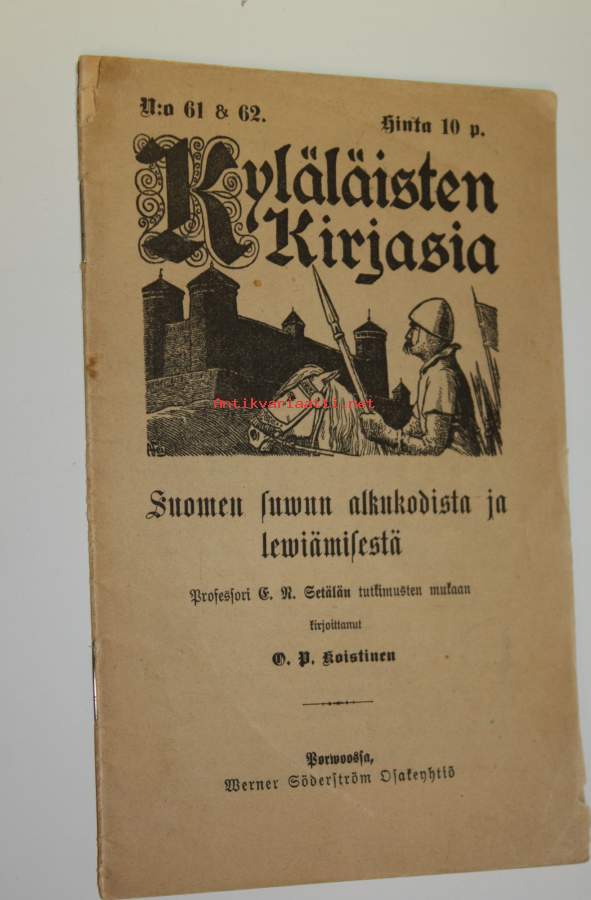 N:o 61 & 62.
Hinta 10 p.
Kyläläisten
Kirjasia
Antikvariaatti.net
Suomen suwun alkukodista ja
lewiämisestä
Professori E. N. Setälän tutkimusten mukaan
kirjoittanut
O. P. Koistinen
Porwoossa,
Werner Söderström Osakeyhtiö